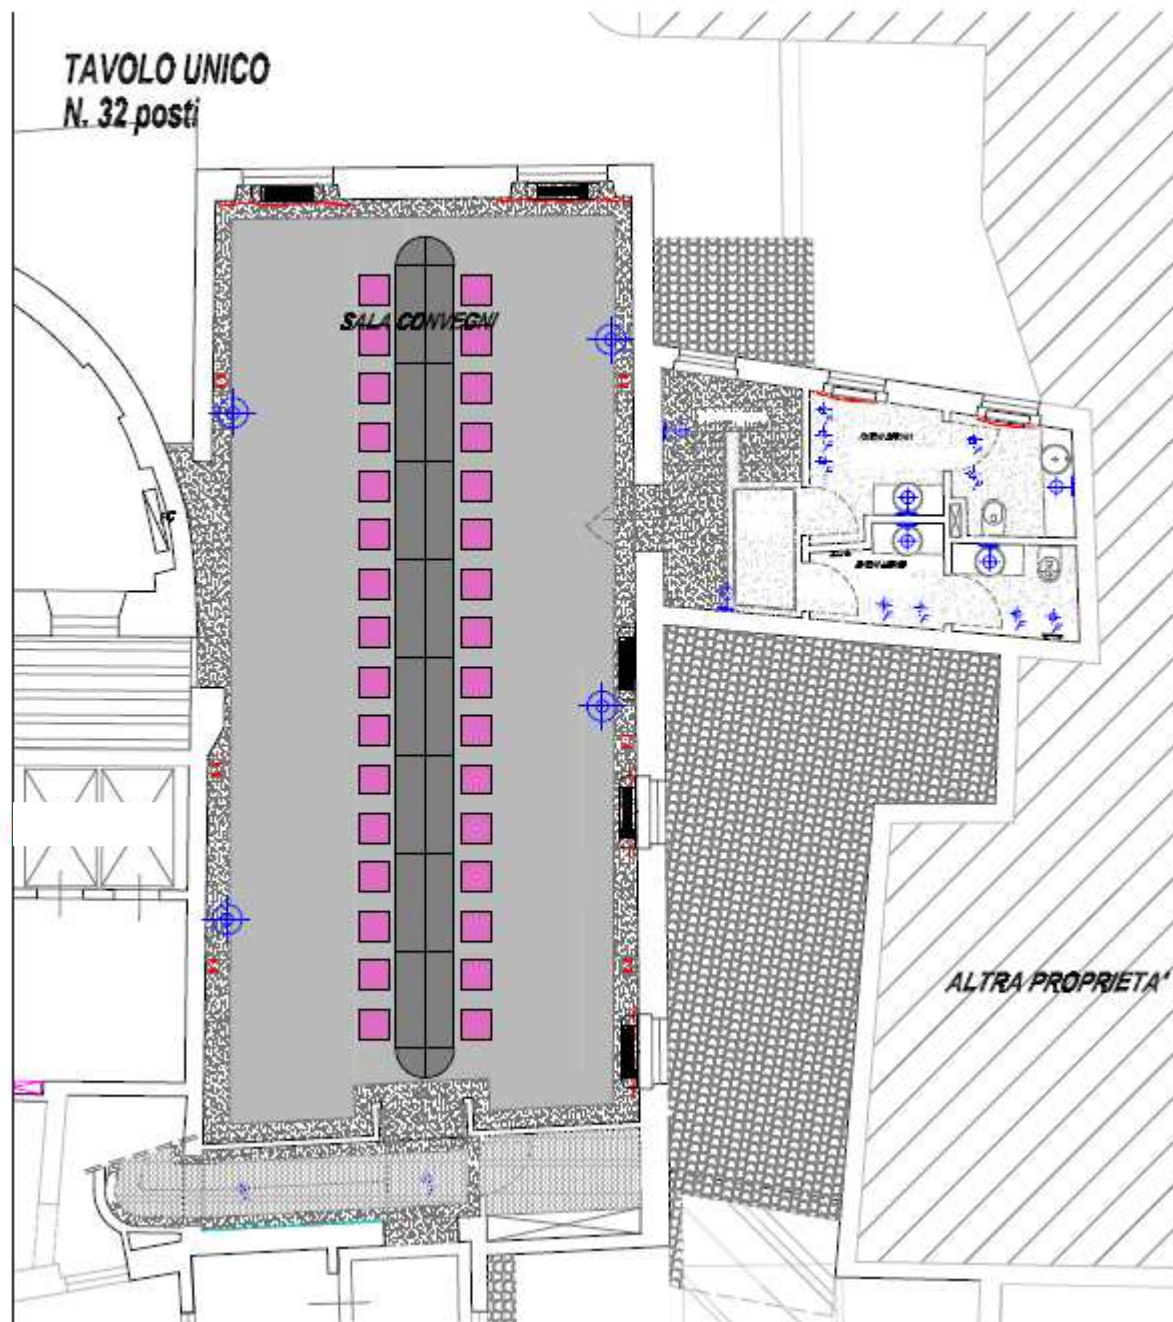 TAVOLO UNICO
N. 32 posti
SALA CONVEGNI
ALTRA PROPRIETA'